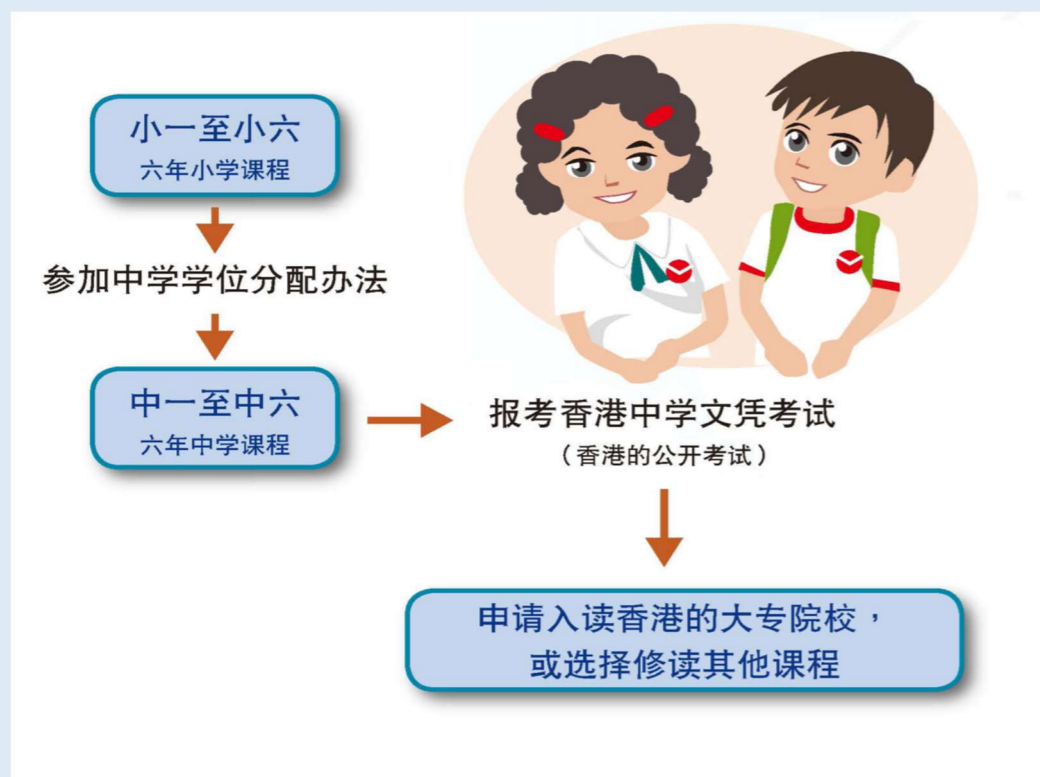 小一至小六
六年小学课程
参加中学学位分配办法
中一至中六
六年中学课程
报考香港中学文凭考试
（香港的公开考试）
申请入读香港的大专院校，
或选择修读其他课程